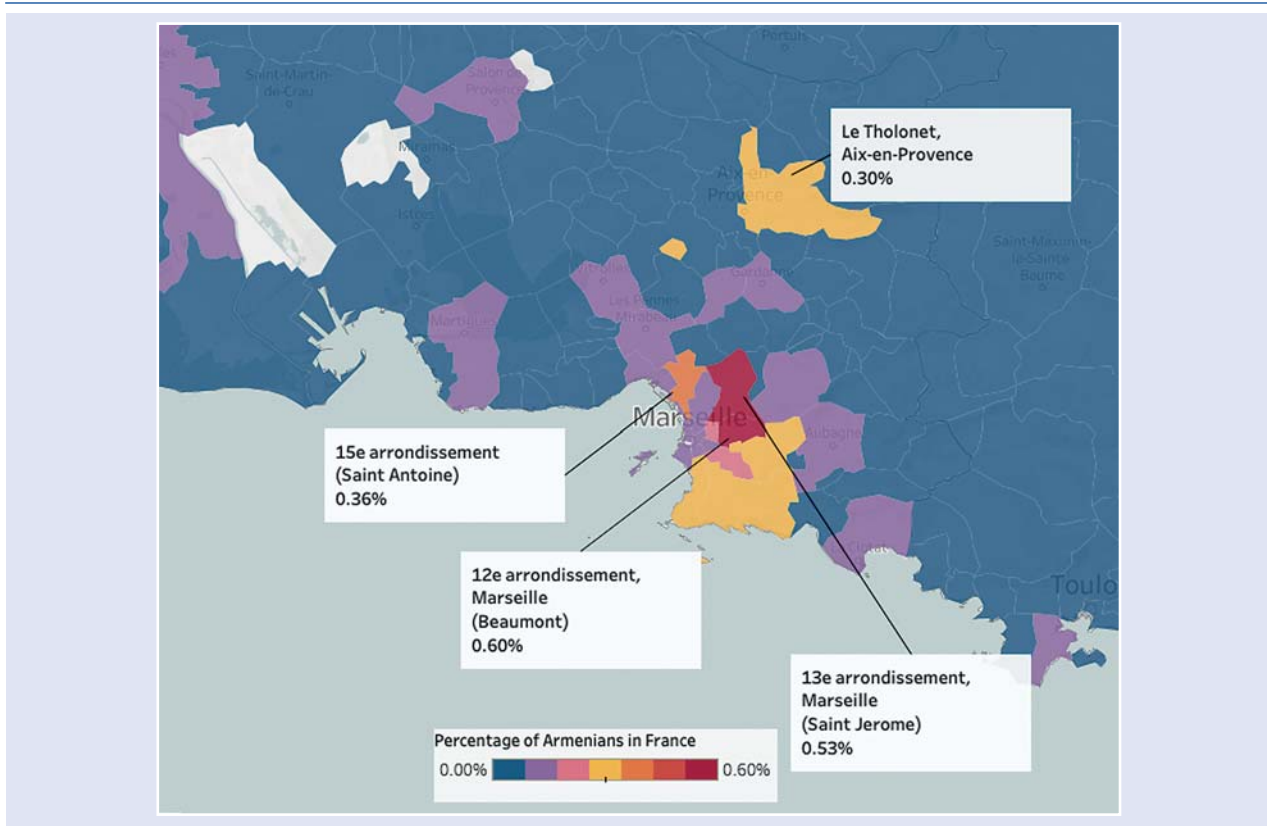 Pertuis
Saint-Martin-
de-Crau
Salon de
Provence
Miramas
Istres
Le Tholonet,
Aix-en-Provence
0.30%
Aix-en-
Provence
Vitrolles
Gardanne
Les Pennes
Mirabeau
Martigues
Saint-Maximin-
la-Sainte
Baume
Marseille
Aubagne
La Ciotat
Toulo
15e arrondissement
(Saint Antoine)
0.36%
12e arrondissement,
Marseille
(Beaumont)
0.60%
13e arrondissement,
Marseille
(Saint Jerome)
0.53%
Percentage of Armenians in France
0.00%
0.60%